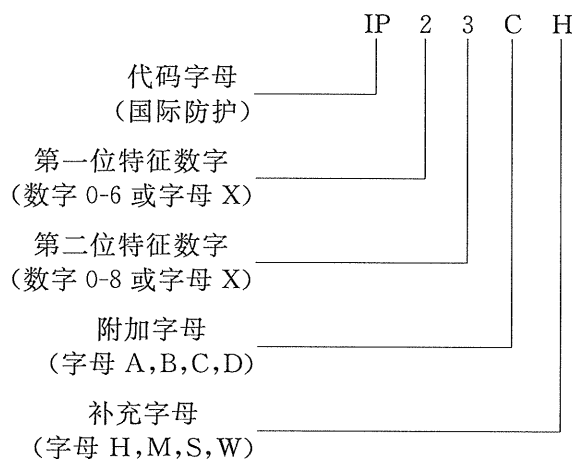 IP 2 3 C H
代码字母
(国际防护)
第一位特征数字
(数字 0-6 或字母 X)
第二位特征数字
(数字 0-8 或字母 X)
附加字母
(字母 A,B,C,D)
补充字母
(字母 H,M,S,W)